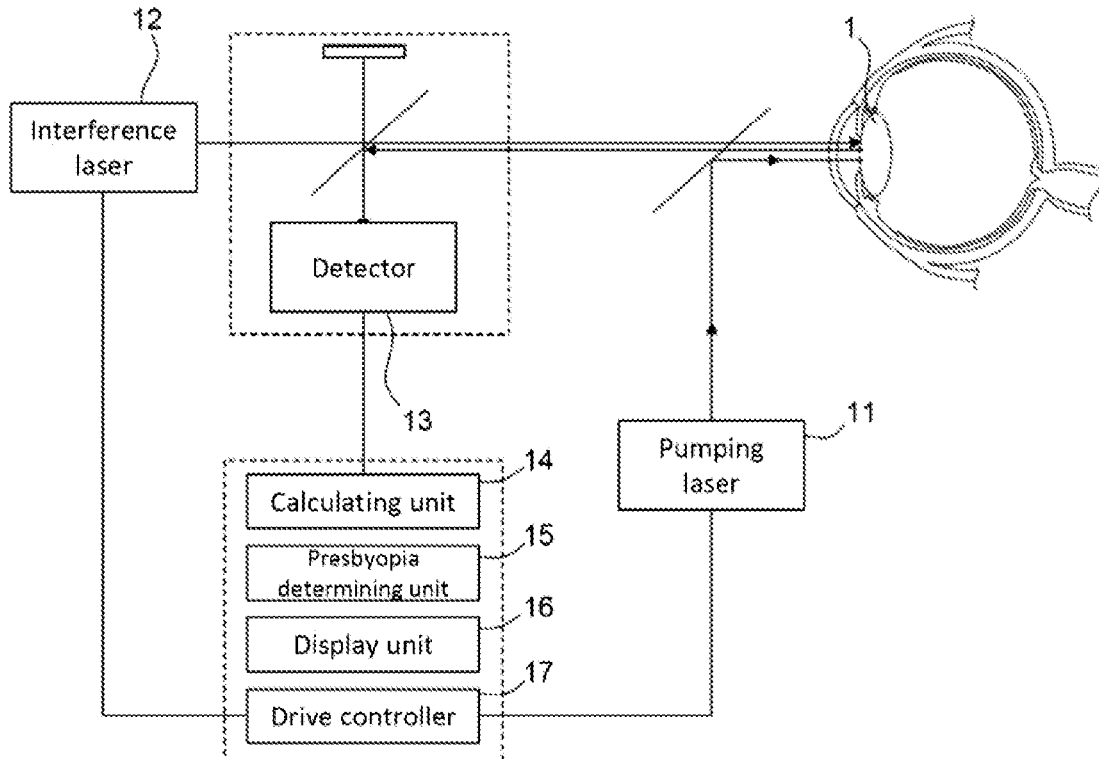 12
1
Interference
laser
Detector
13
11
Pumping
laser
14
Calculating unit
15
Presbyopia
determining unit
16
Display unit
17
Drive controller